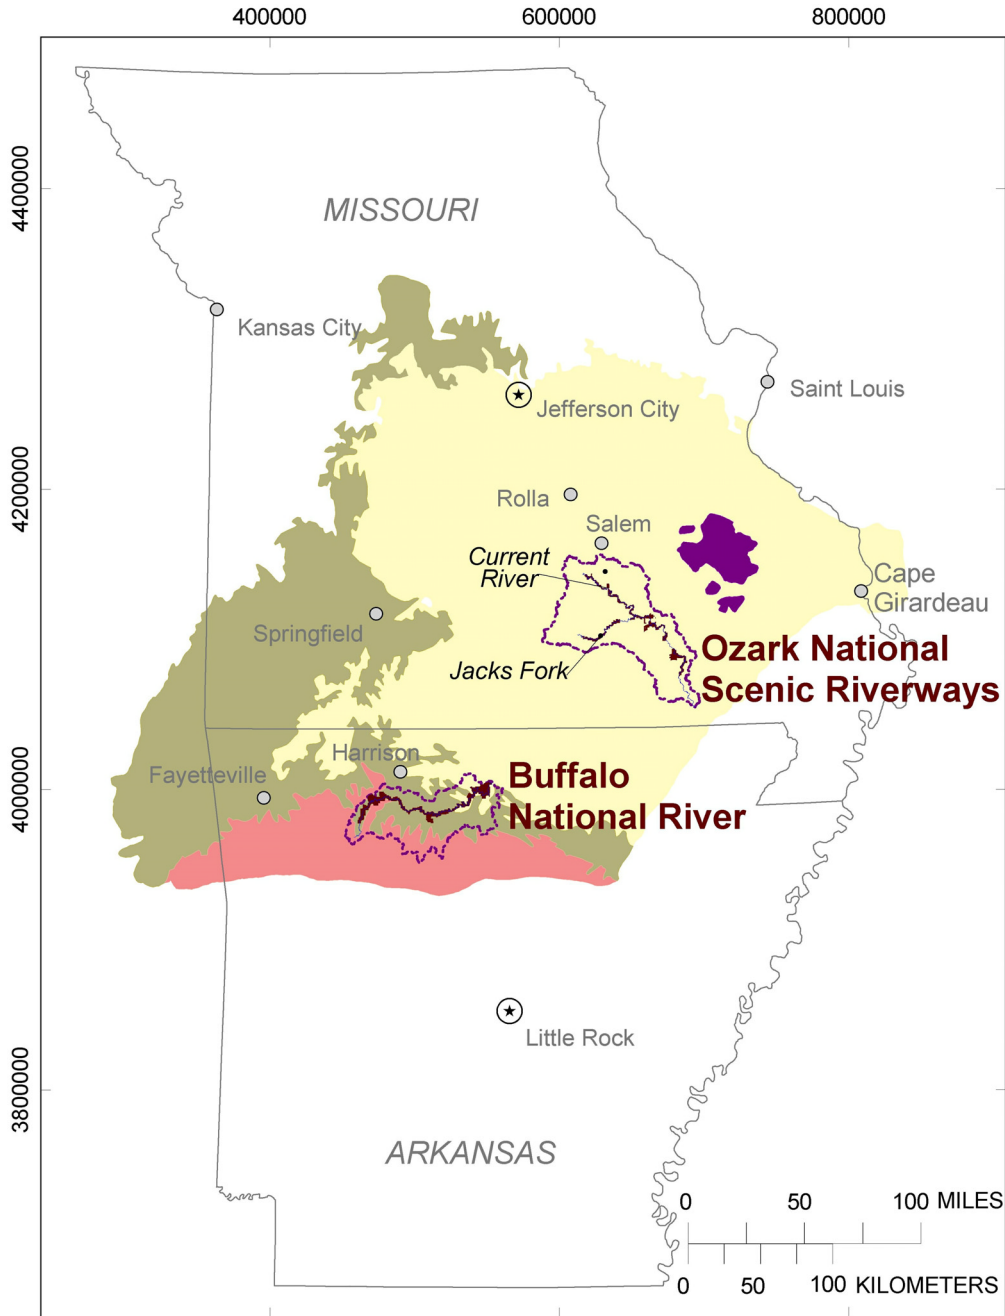 400000
600000
800000
4400000
MISSOURI
Kansas City
Saint Louis
Jefferson City
4200000
Rolla
Salem
Current
River
Cape
Girardeau
Springfield
Ozark National
Scenic Riverways
Jacks Fork
Harrison
Fayetteville
4000000
Buffalo
National River
Little Rock
3800000
ARKANSAS
0 50 100 MILES
0 50 100 KILOMETERS